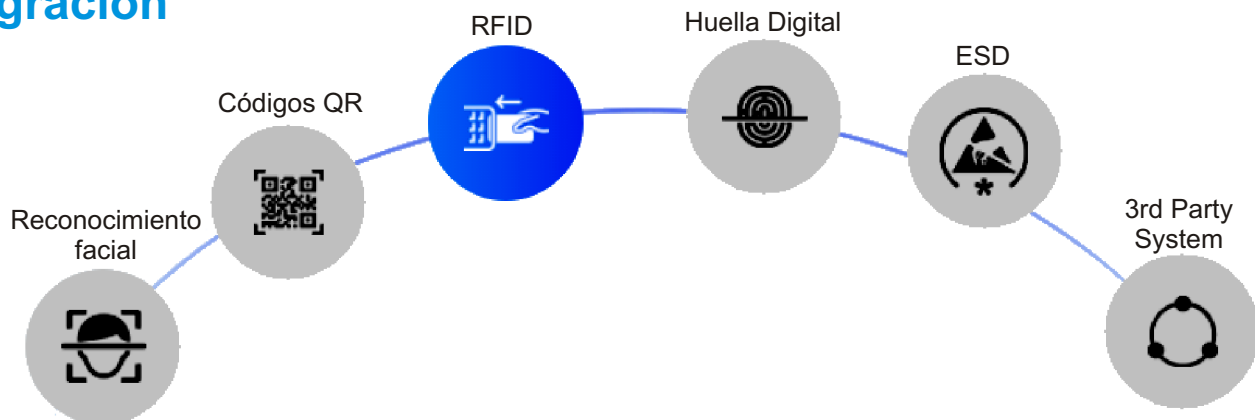 gración
RFID
Huella Digital
ESD
Códigos QR
3rd Party
System
Reconocimiento
facial